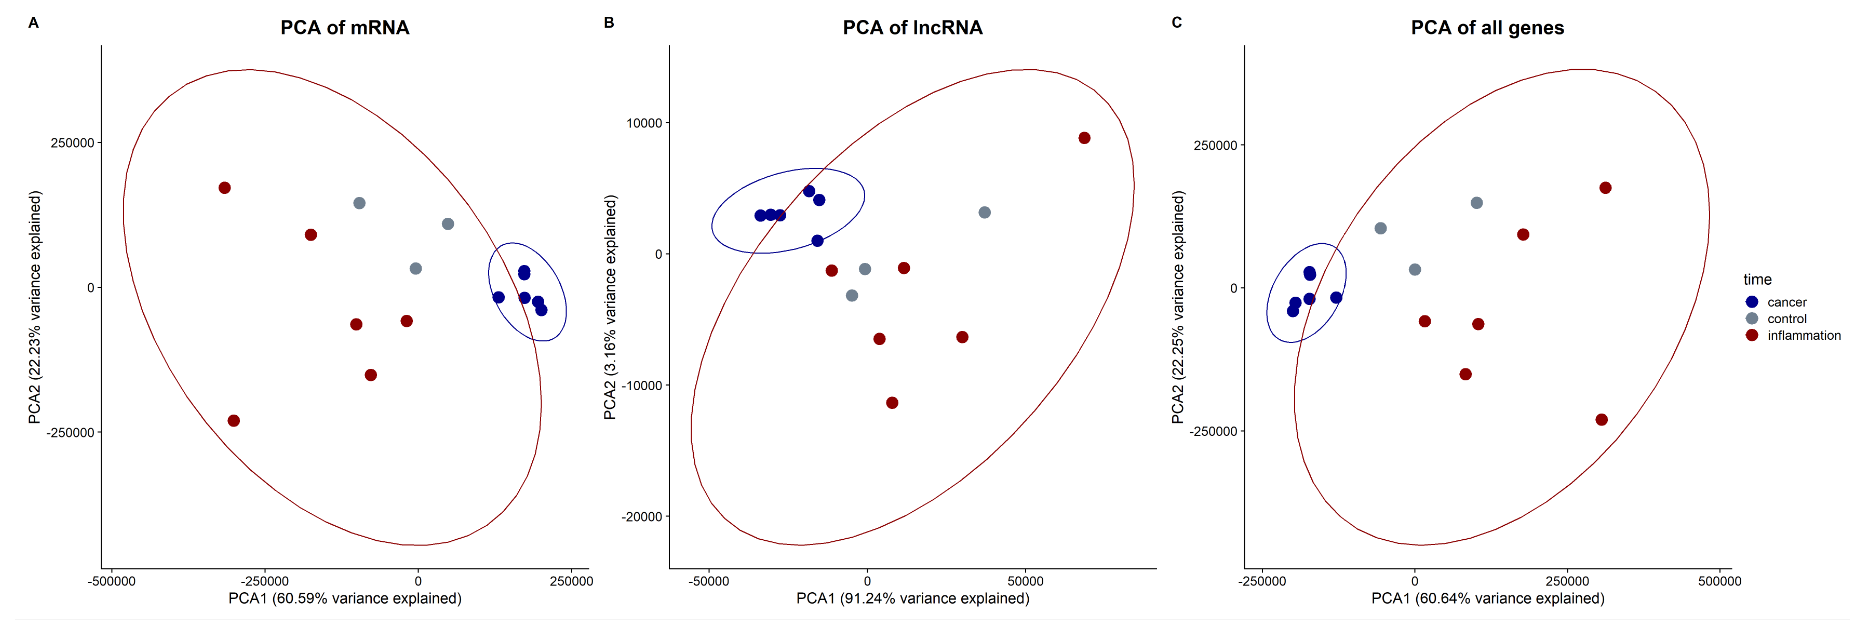 A
PCA of mRNA
PCA2 (22.23% variance explained)
250000
0
-250000
-500000
-250000
0
250000
PCA1 (60.59% variance explained)
B
PCA of lncRNA
PCA2 (3.16% variance explained)
10000
0
-10000
-20000
-50000
0
50000
PCA1 (91.24% variance explained)
C
PCA of all genes
PCA2 (22.25% variance explained)
250000
0
-250000
-250000
0
250000
500000
PCA1 (60.64% variance explained)
time
cancer
control
inflammation